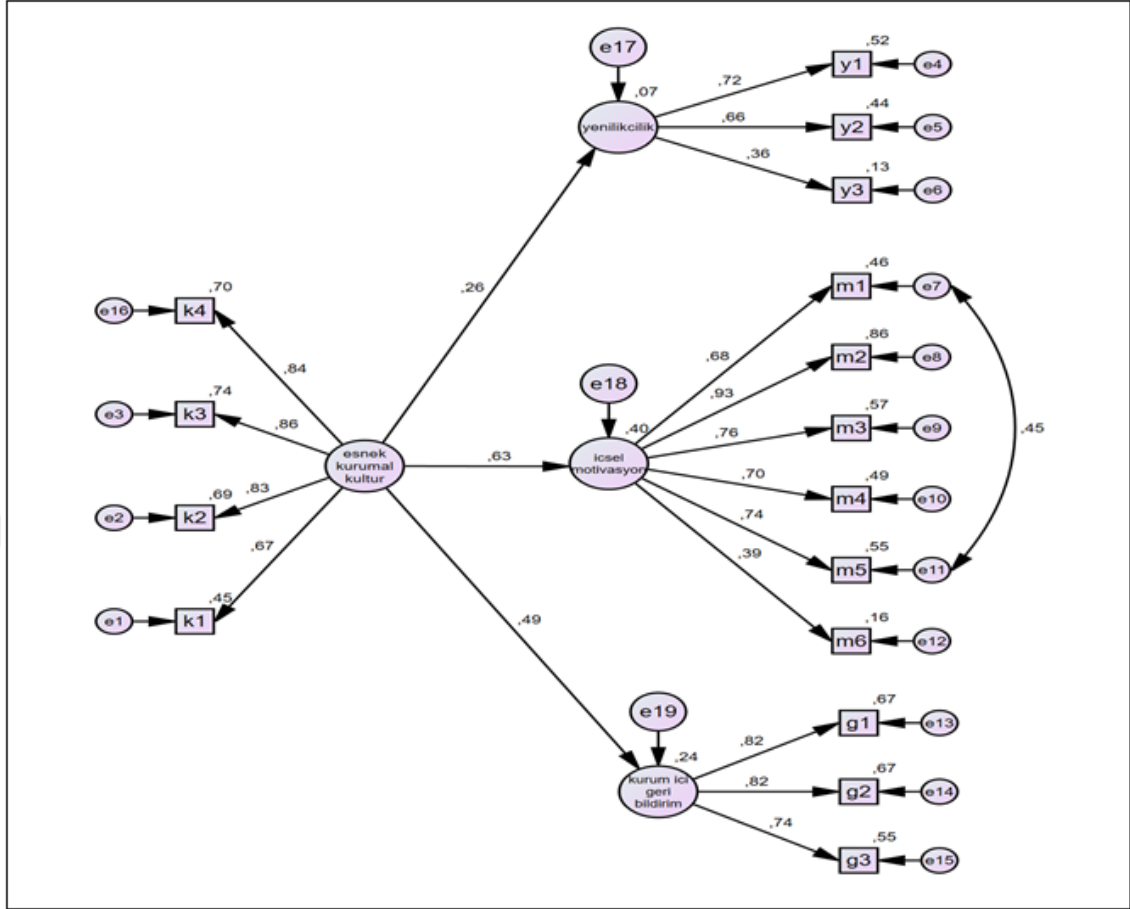 e17
,07
yenilikcilik
,72
,66
,36
,52
y1
e4
,44
y2
e5
,13
y3
e6
,26
,70
e16
k4
,84
,74
e3
k3
,86
,69
e2
k2
,83
,45
e1
k1
,67
esnek
kurumal
kultur
,63
e18
,40
icsel
motivasyon
,68
,93
,76
,70
,74
,39
,46
m1
e7
,86
m2
e8
,57
m3
e9
,49
m4
e10
,55
m5
e11
,16
m6
e12
,45
,49
e19
,24
kurum ici
geri
bildirim
,82
,82
,74
,67
g1
e13
,67
g2
e14
,55
g3
e15